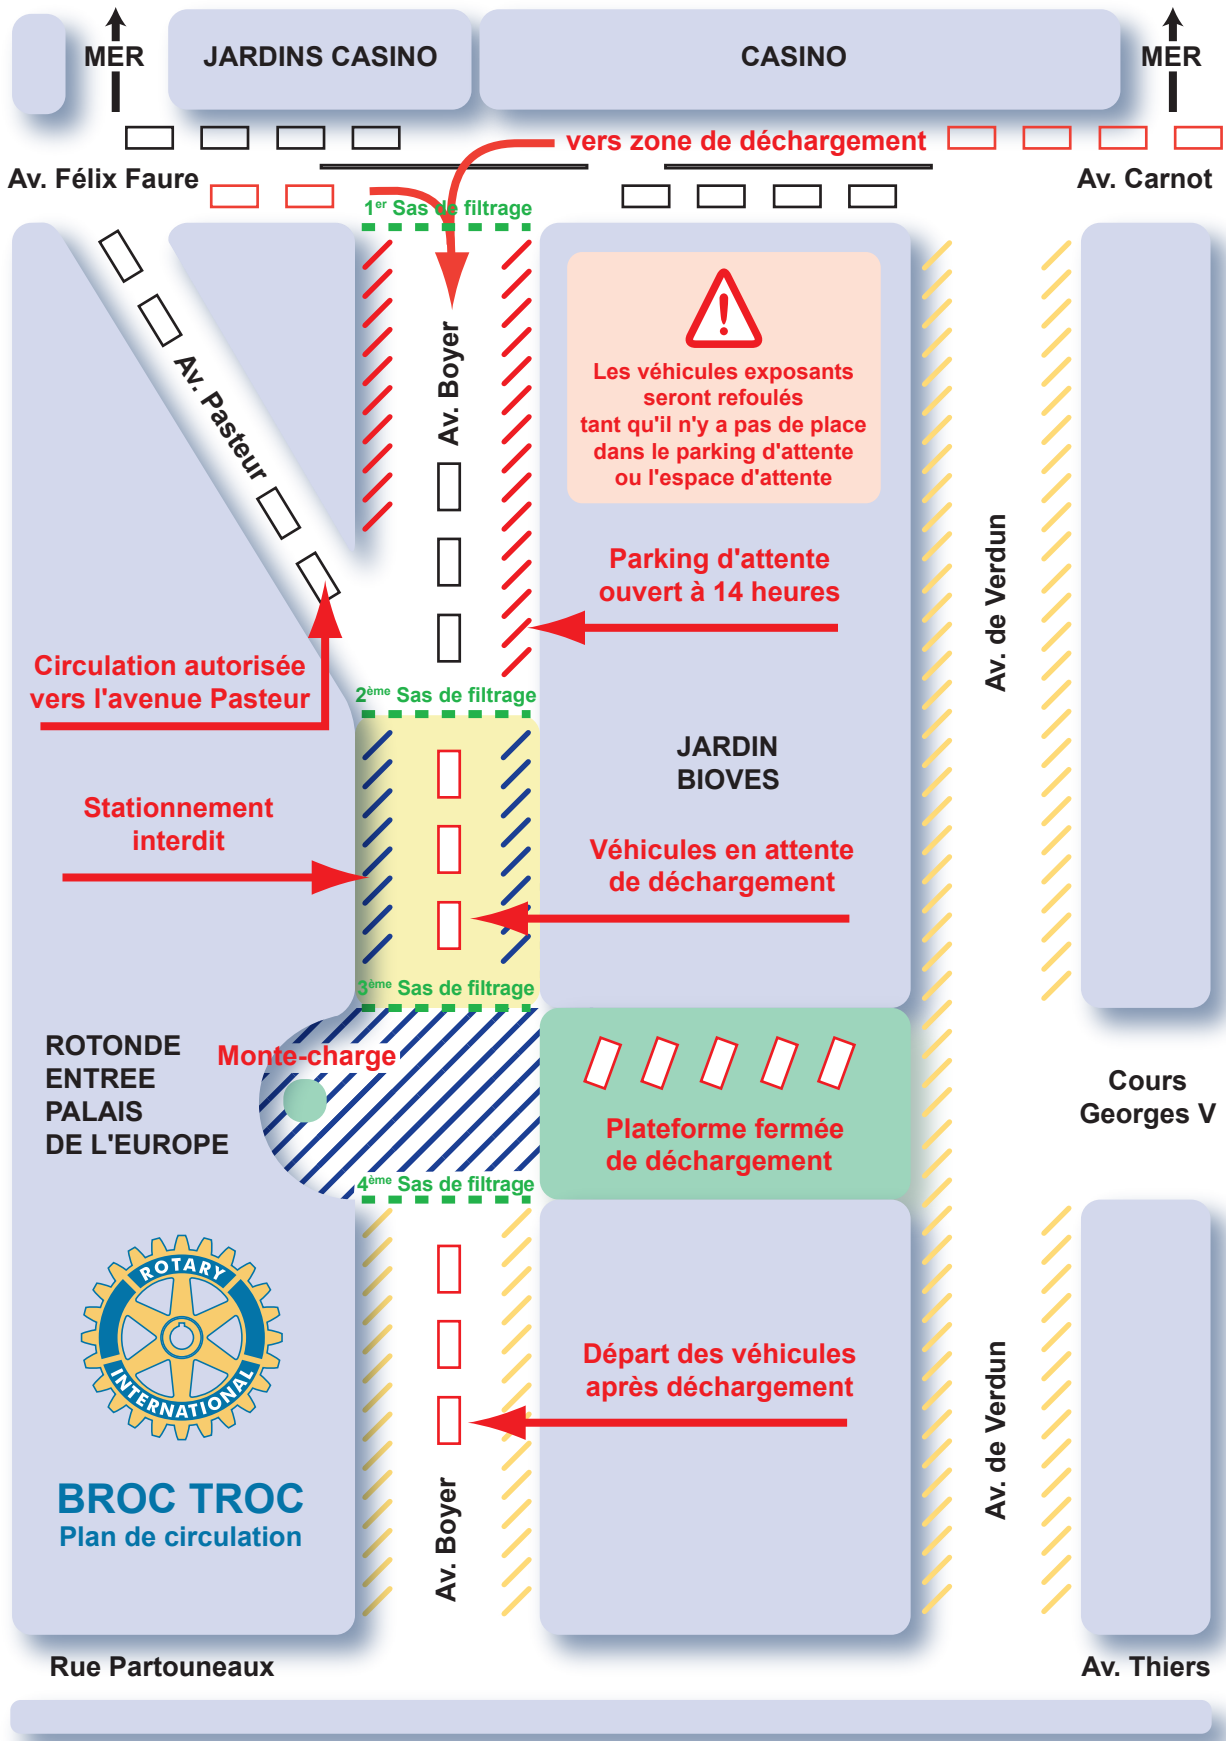 MER
JARDINS CASINO
CASINO
MER
vers zone de déchargement
Av. Félix Faure
Av. Carnot
1er Sas de filtrage
Av. Boyer
Av. Pasteur
Les véhicules exposants
seront refoulés
tant qu'il n'y a pas de place
dans le parking d'attente
ou l'espace d'attente
Av. de Verdun
Parking d'attente
ouvert à 14 heures
Circulation autorisée
vers l'avenue Pasteur
2ème Sas de filtrage
JARDIN
BIOVES
Stationnement
interdit
Véhicules en attente
de déchargement
3ème Sas de filtrage
ROTONDE
ENTREE
PALAIS
DE L'EUROPE
Monte-charge
Cours
Georges V
Plateforme fermée
de déchargement
4ème Sas de filtrage
ROTARY
INTERNATIONAL
Départ des véhicules
après déchargement
Av. de Verdun
BROC TROC
Plan de circulation
Av. Boyer
Rue Partouneaux
Av. Thiers